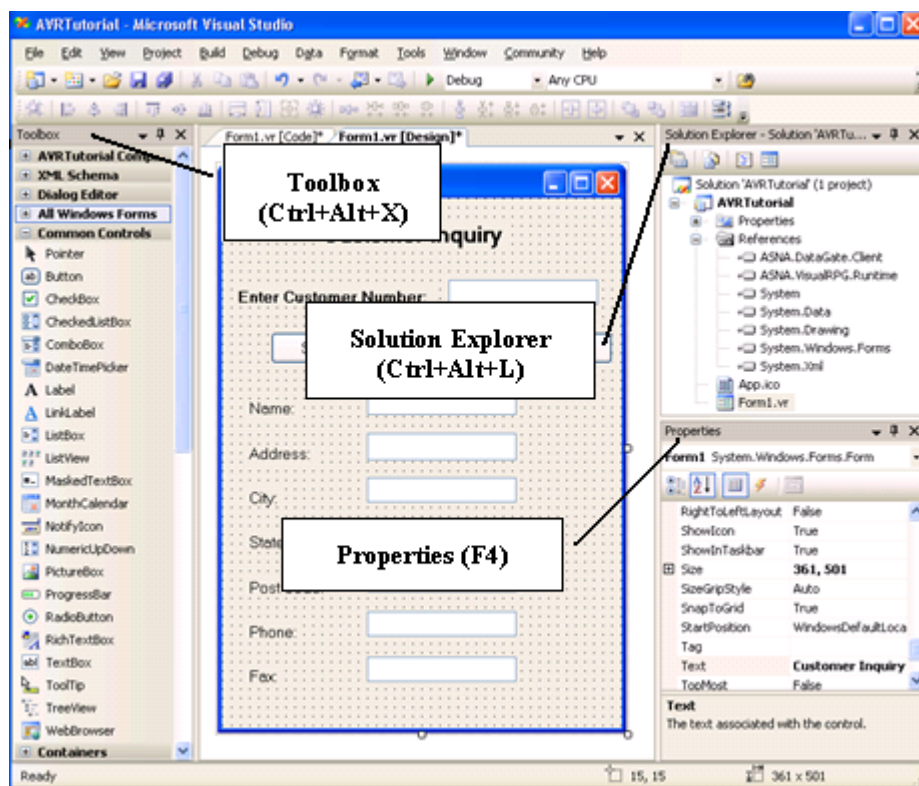 AVRTutorial - Microsoft Visual Studio
File Edit View Project Build Debug Data Format Tools Window Community Help
Debug Any CPU
Toolbox
AVRTutorial Comp
XML Schema
Dialog Editor
All Windows Forms
Common Controls
Pointer
Button
CheckBox
CheckedListBox
ComboBox
DateTimePicker
Label
LinkLabel
ListBox
ListView
MaskedTextBox
MonthCalendar
NotifyIcon
NumericUpDown
PictureBox
ProgressBar
RadioButton
RichTextBox
TextBox
ToolTip
TreeView
WebBrowser
Containers
Form1.vr [Code]* Form1.vr [Design]*
Toolbox
(Ctrl+Alt+X)
Inquiry
Enter Customer Number:
Solution Explorer
(Ctrl+Alt+L)
Name:
Address:
City:
State
Properties (F4)
Phone:
Fax:
Solution Explorer - Solution 'AVRTu...
Solution 'AVRTutorial' (1 project)
AVRTutorial
Properties
References
ASNA.DataGate.Client
ASNA.VisualRPG.Runtime
System
System.Data
System.Drawing
System.Windows.Forms
System.Xml
App.ico
Form1.vr
Properties
Form1 System.Windows.Forms.Form
RightToLeftLayout False
ShowIcon True
ShowInTaskbar True
Size 361, 501
SizeGripStyle Auto
SnapToGrid True
StartPosition WindowsDefaultLoca
Tag
Text Customer Inquiry
TopMost False
Text
The text associated with the control.
Ready 15, 15 361 x 501